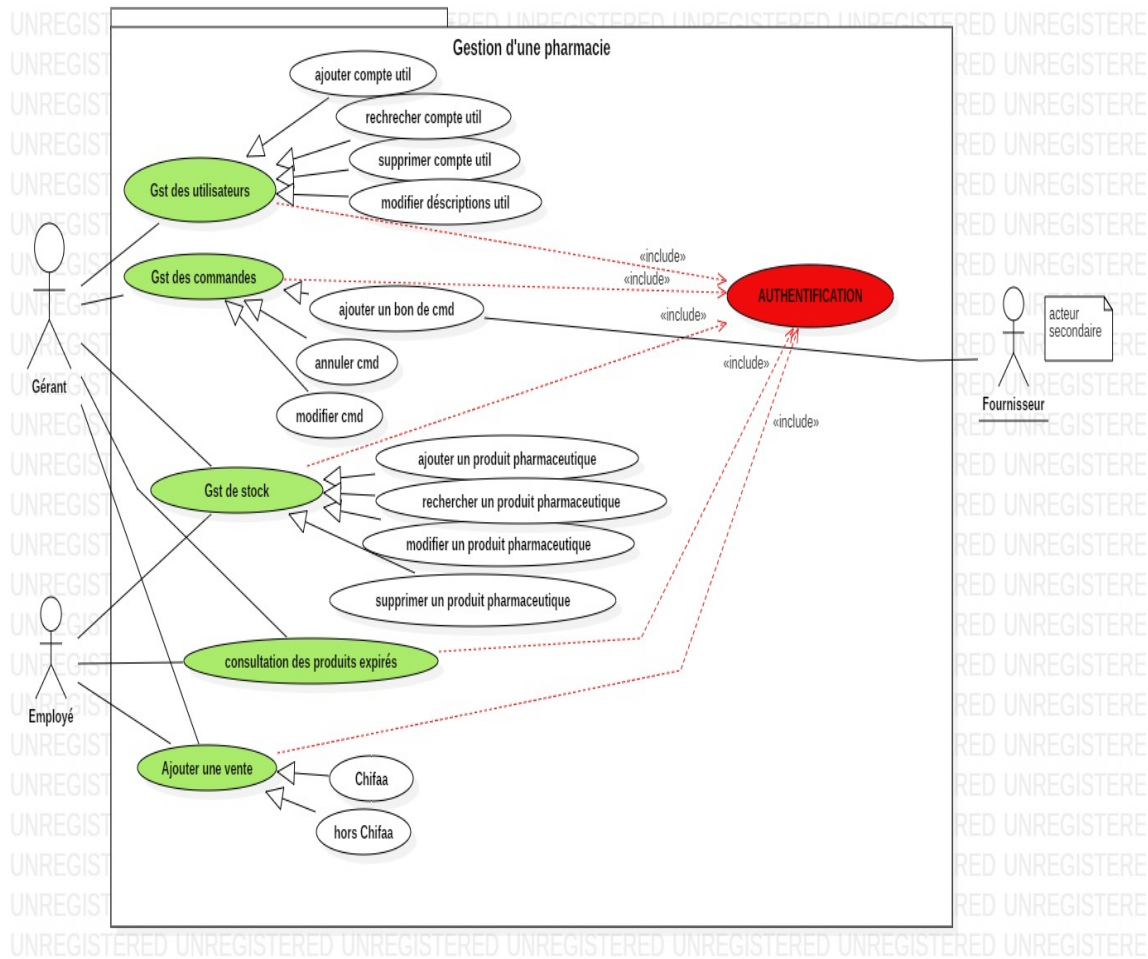 UNREGISTERED UNREGISTERED UNREGISTERED UNREGISTERED UNREGISTERED UNREGISTERED UNREGISTERED
Gestion d'une pharmacie
ajouter compte util
rechrecher compte util
supprimer compte util
modifier déscriptions util
Gst des utilisateurs
«include»
Gst des commandes
«include»
AUTHENTIFICATION
ajouter un bon de cmd
«include»
acteur
secondaire
annuler cmd
«include»
Gérant
Fournisseur
modifier cmd
«include»
ajouter un produit pharmaceutique
Gst de stock
rechercher un produit pharmaceutique
modifier un produit pharmaceutique
supprimer un produit pharmaceutique
consultation des produits expirés
Employé
Ajouter une vente
Chifaa
hors Chifaa